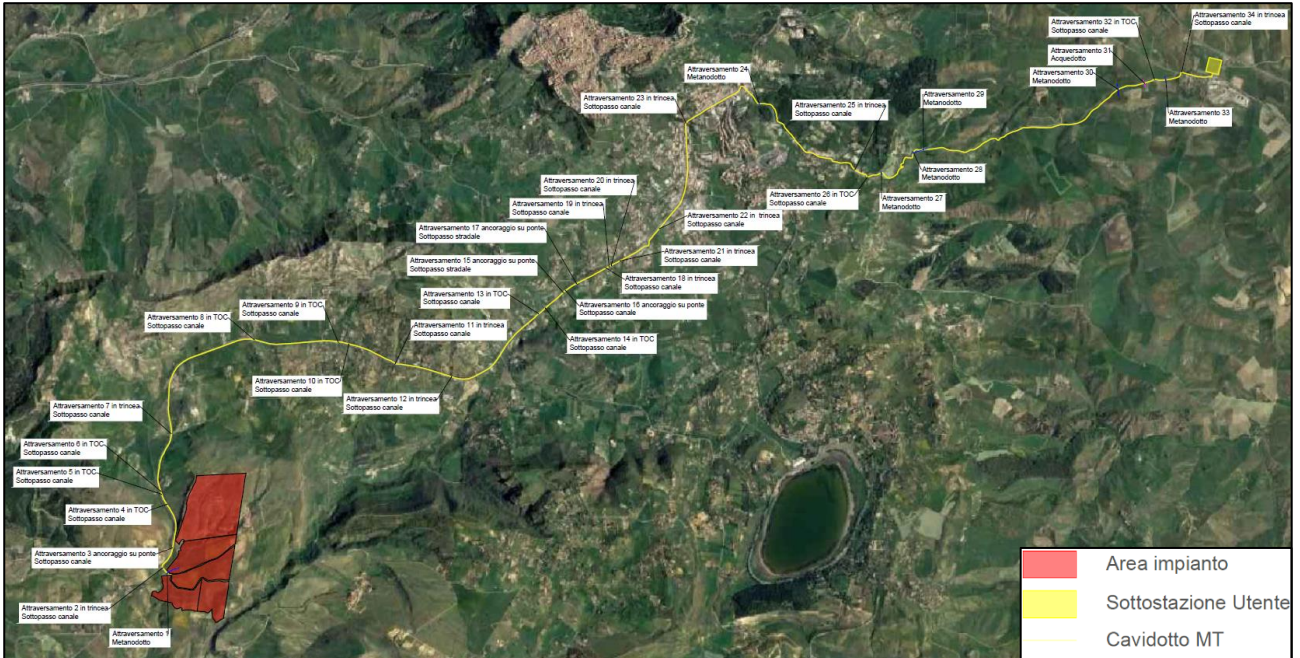 Attraversamento 32 in TOC
Sottopasso canale
Attraversamento 34 in trincea
Sottopasso canale
Attraversamento 31
Acquedotto
Attraversamento 24
Metanodotto
Attraversamento 30
Metanodotto
Attraversamento 23 in trincea
Sottopasso canale
Attraversamento 25 in trincea
Sottopasso canale
Attraversamento 29
Metanodotto
Attraversamento 33
Metanodotto
Attraversamento 28
Metanodotto
Attraversamento 20 in trincea
Sottopasso canale
Attraversamento 26 in TOC
Sottopasso canale
Attraversamento 27
Metanodotto
Attraversamento 19 in trincea
Sottopasso canale
Attraversamento 22 in trincea
Sottopasso canale
Attraversamento 17 ancoraggio su ponte
Sottopasso stradale
Attraversamento 21 in trincea
Sottopasso canale
Attraversamento 15 ancoraggio su ponte
Sottopasso stradale
Attraversamento 18 in trincea
Sottopasso canale
Attraversamento 13 in TOC
Sottopasso canale
Attraversamento 16 ancoraggio su ponte
Sottopasso canale
Attraversamento 9 in TOC
Sottopasso canale
Attraversamento 8 in TOC
Sottopasso canale
Attraversamento 11 in trincea
Sottopasso canale
Attraversamento 14 in TOC
Sottopasso canale
Attraversamento 10 in TOC
Sottopasso canale
Attraversamento 12 in trincea
Sottopasso canale
Attraversamento 7 in trincea
Sottopasso canale
Attraversamento 6 in TOC
Sottopasso canale
Attraversamento 5 in TOC
Sottopasso canale
Attraversamento 4 in TOC
Sottopasso canale
Attraversamento 3 ancoraggio su ponte
Sottopasso canale
Attraversamento 2 in trincea
Sottopasso canale
Attraversamento 1
Metanodotto
Area impianto
Sottostazione Utente
Cavidotto MT